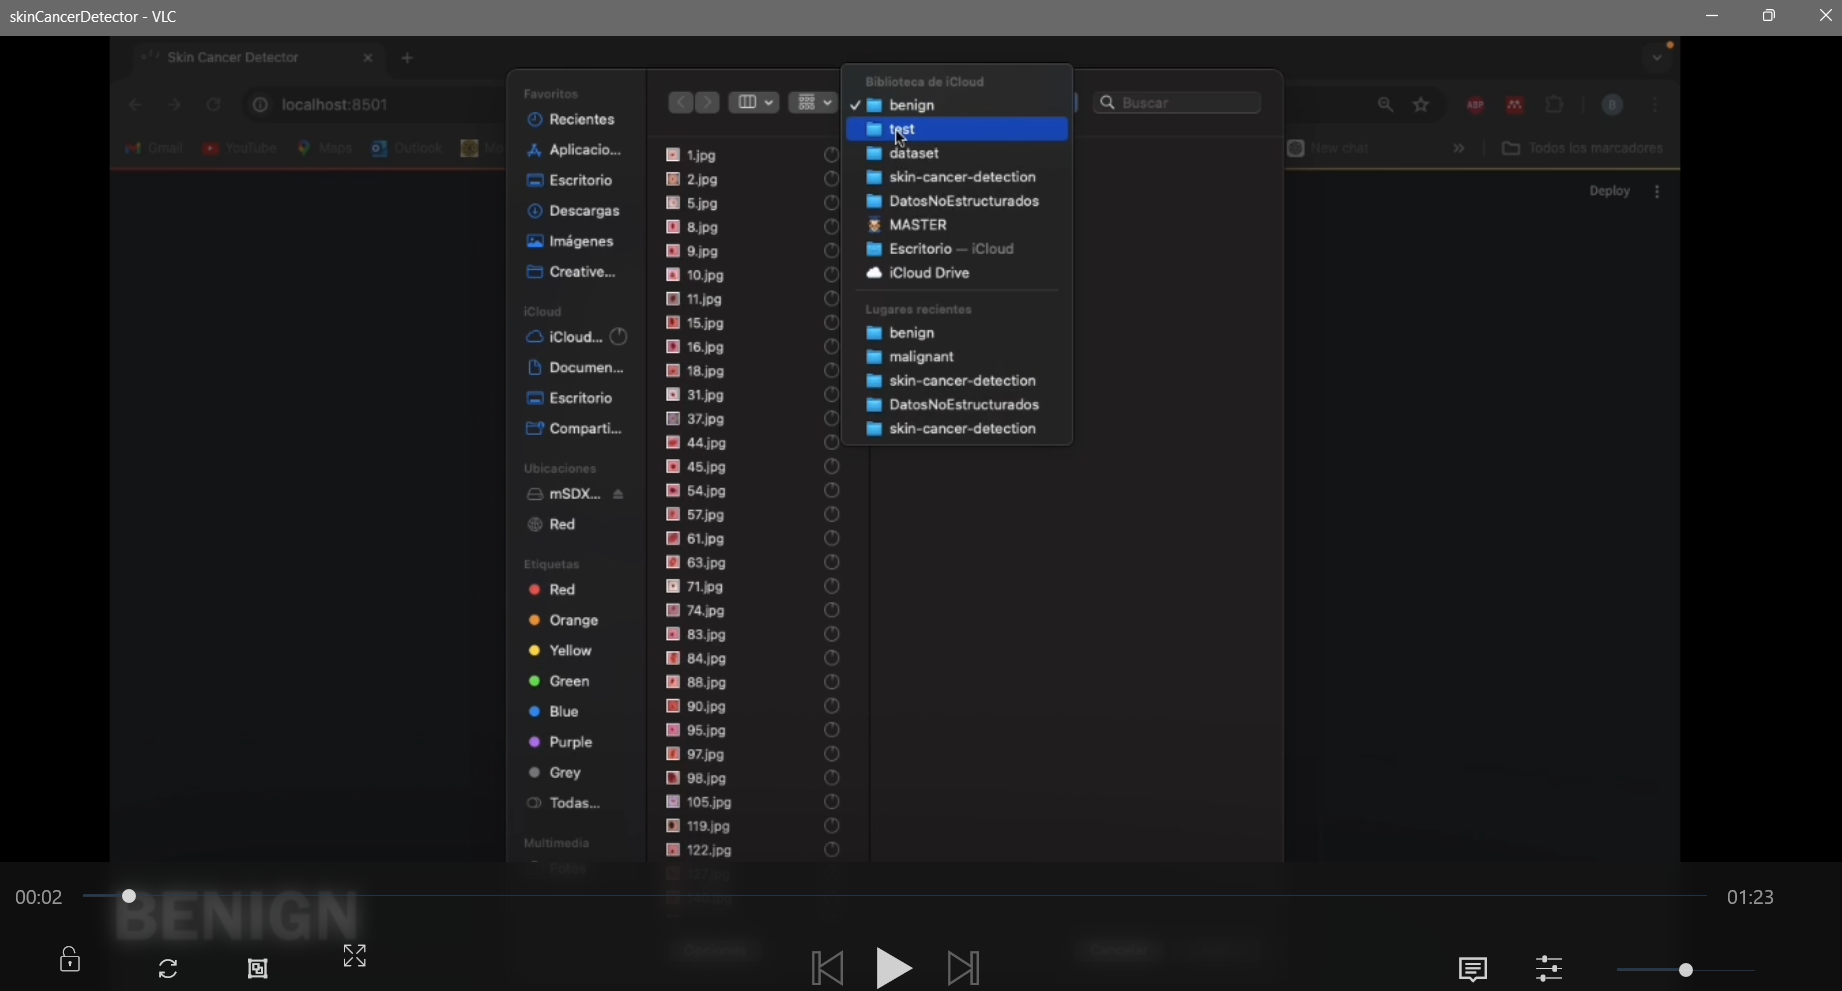 skinCancerDetector - VLC
Skin Cancer Detector
localhost:8501
Gmail
YouTube
Maps
Outlook
New chat
Todos los marcadores
Deploy
Favoritos
Recientes
Aplicacio...
Escritorio
Descargas
Imágenes
Creative...
iCloud
iCloud...
Documen...
Escritorio
Comparti...
Ubicaciones
mSDX...
Red
Etiquetas
Red
Orange
Yellow
Green
Blue
Purple
Grey
Todas...
Multimedia
Fotos
1.jpg
2.jpg
5.jpg
8.jpg
9.jpg
10.jpg
11.jpg
15.jpg
16.jpg
18.jpg
31.jpg
37.jpg
44.jpg
45.jpg
54.jpg
57.jpg
61.jpg
63.jpg
71.jpg
74.jpg
83.jpg
84.jpg
88.jpg
90.jpg
95.jpg
97.jpg
98.jpg
105.jpg
119.jpg
122.jpg
127.jpg
Biblioteca de iCloud
benign
test
dataset
skin-cancer-detection
DatosNoEstructurados
MASTER
Escritorio — iCloud
iCloud Drive
Lugares recientes
benign
malignant
skin-cancer-detection
DatosNoEstructurados
skin-cancer-detection
Buscar
ABP
B
Cancelar
00:02
BENIGN
01:23